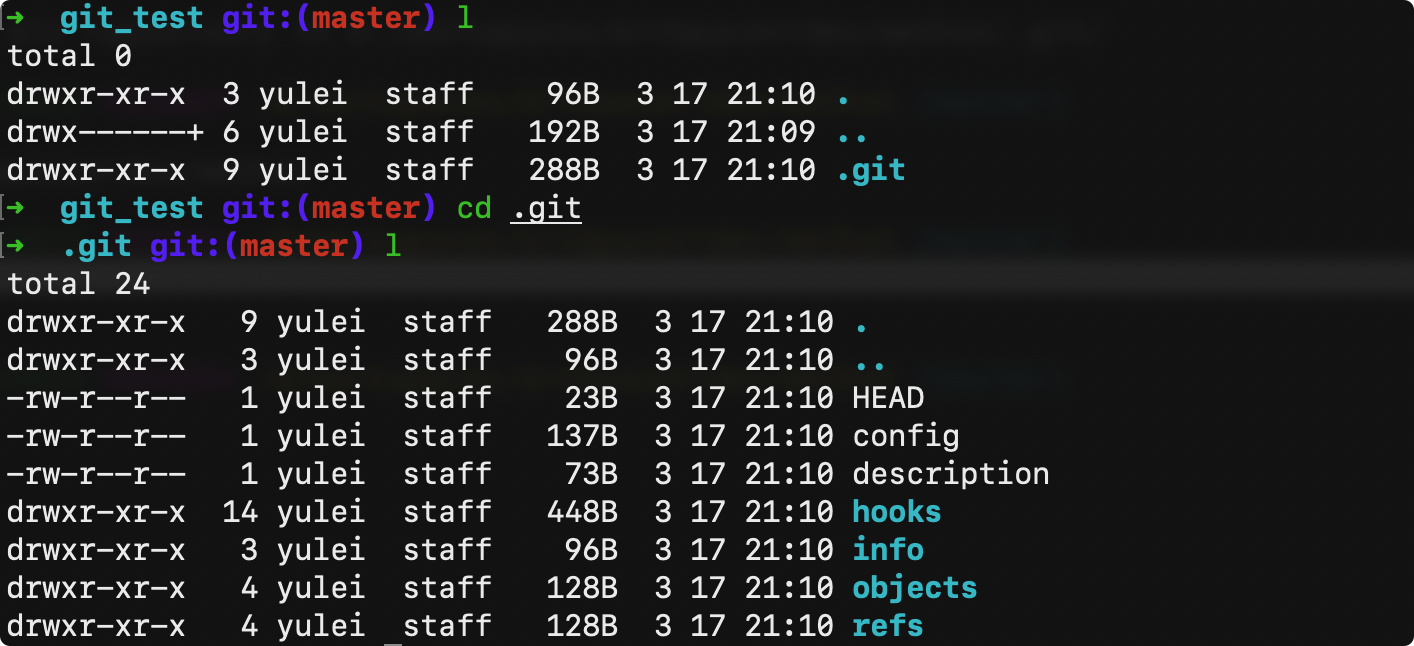 ➜  git_test git:(master) l
total 0
drwxr-xr-x  3 yulei  staff    96B  3 17 21:10 .
drwx------+ 6 yulei  staff   192B  3 17 21:09 ..
drwxr-xr-x  9 yulei  staff   288B  3 17 21:10 .git
➜  git_test git:(master) cd .git
➜  .git git:(master) l
total 24
drwxr-xr-x   9 yulei  staff   288B  3 17 21:10 .
drwxr-xr-x   3 yulei  staff    96B  3 17 21:10 ..
-rw-r--r--   1 yulei  staff    23B  3 17 21:10 HEAD
-rw-r--r--   1 yulei  staff   137B  3 17 21:10 config
-rw-r--r--   1 yulei  staff    73B  3 17 21:10 description
drwxr-xr-x  14 yulei  staff   448B  3 17 21:10 hooks
drwxr-xr-x   3 yulei  staff    96B  3 17 21:10 info
drwxr-xr-x   4 yulei  staff   128B  3 17 21:10 objects
drwxr-xr-x   4 yulei  staff   128B  3 17 21:10 refs